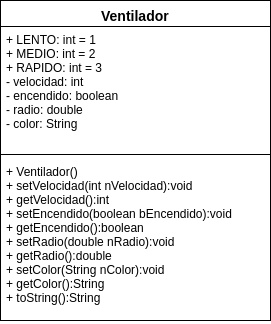 Ventilador
+ LENTO: int = 1
+ MEDIO: int = 2
+ RAPIDO: int = 3
- velocidad: int
- encendido: boolean
- radio: double
- color: String
+ Ventilador()
+ setVelocidad(int nVelocidad):void
+ getVelocidad():int
+ setEncendido(boolean bEncendido):void
+ getEncendido():boolean
+ setRadio(double nRadio):void
+ getRadio():double
+ setColor(String nColor):void
+ getColor():String
+ toString():String